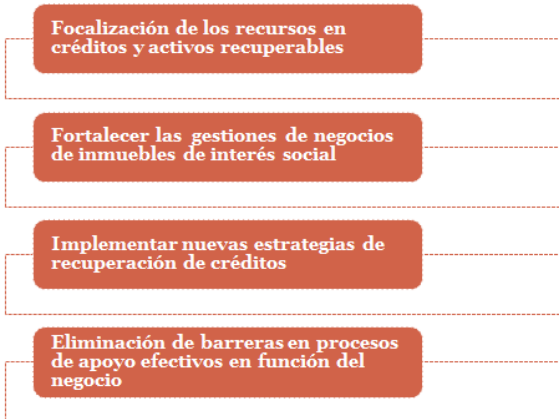 Focalización de los recursos en
créditos y activos recuperables
Fortalecer las gestiones de negocios
de inmuebles de interés social
Implementar nuevas estrategias de
recuperación de créditos
Eliminación de barreras en procesos
de apoyo efectivos en función del
negocio